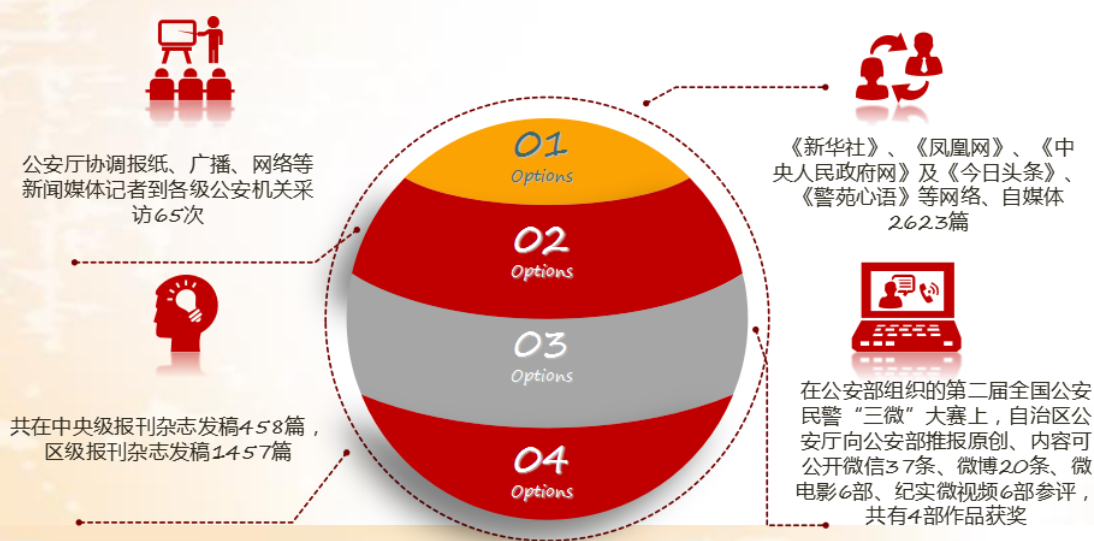 公安厅协调报纸、广播、网络等
新闻媒体记者到各级公安机关采
访65次
共在中央级报刊杂志发稿458篇，
区级报刊杂志发稿1457篇
01
Options
02
Options
03
Options
04
Options
《新华社》、《凤凰网》、《中
央人民政府网》及《今日头条》、
《警苑心语》等网络、自媒体
2623篇
在公安部组织的第二届全国公安
民警“三微”大赛上，自治区公
安厅向公安部推报原创、内容可
公开微信37条、微博20条、微
电影6部、纪实微视频6部参评，
共有4部作品获奖